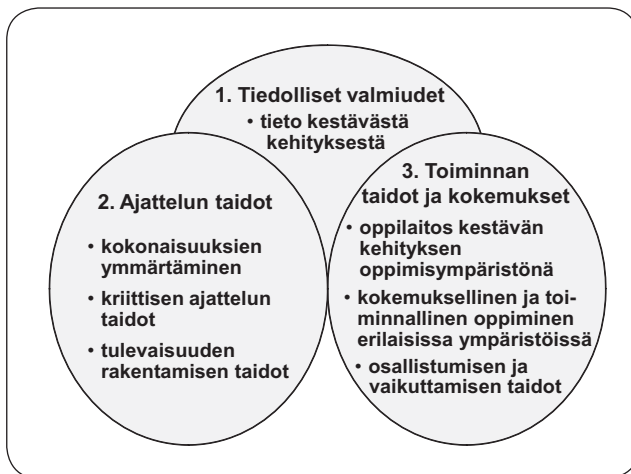 1. Tiedolliset valmiudet
• tieto kestävästä
kehityksestä
2. Ajattelun taidot
• kokonaisuuksien
ymmärtäminen
• kriittisen ajattelun
taidot
• tulevaisuuden
rakentamisen taidot
3. Toiminnan
taidot ja kokemukset
• oppilaitos kestävän
kehityksen
oppimisympäristönä
• kokemuksellinen ja toi-
minnallinen oppiminen
erilaisissa ympäristöissä
• osallistumisen ja
vaikuttamisen taidot